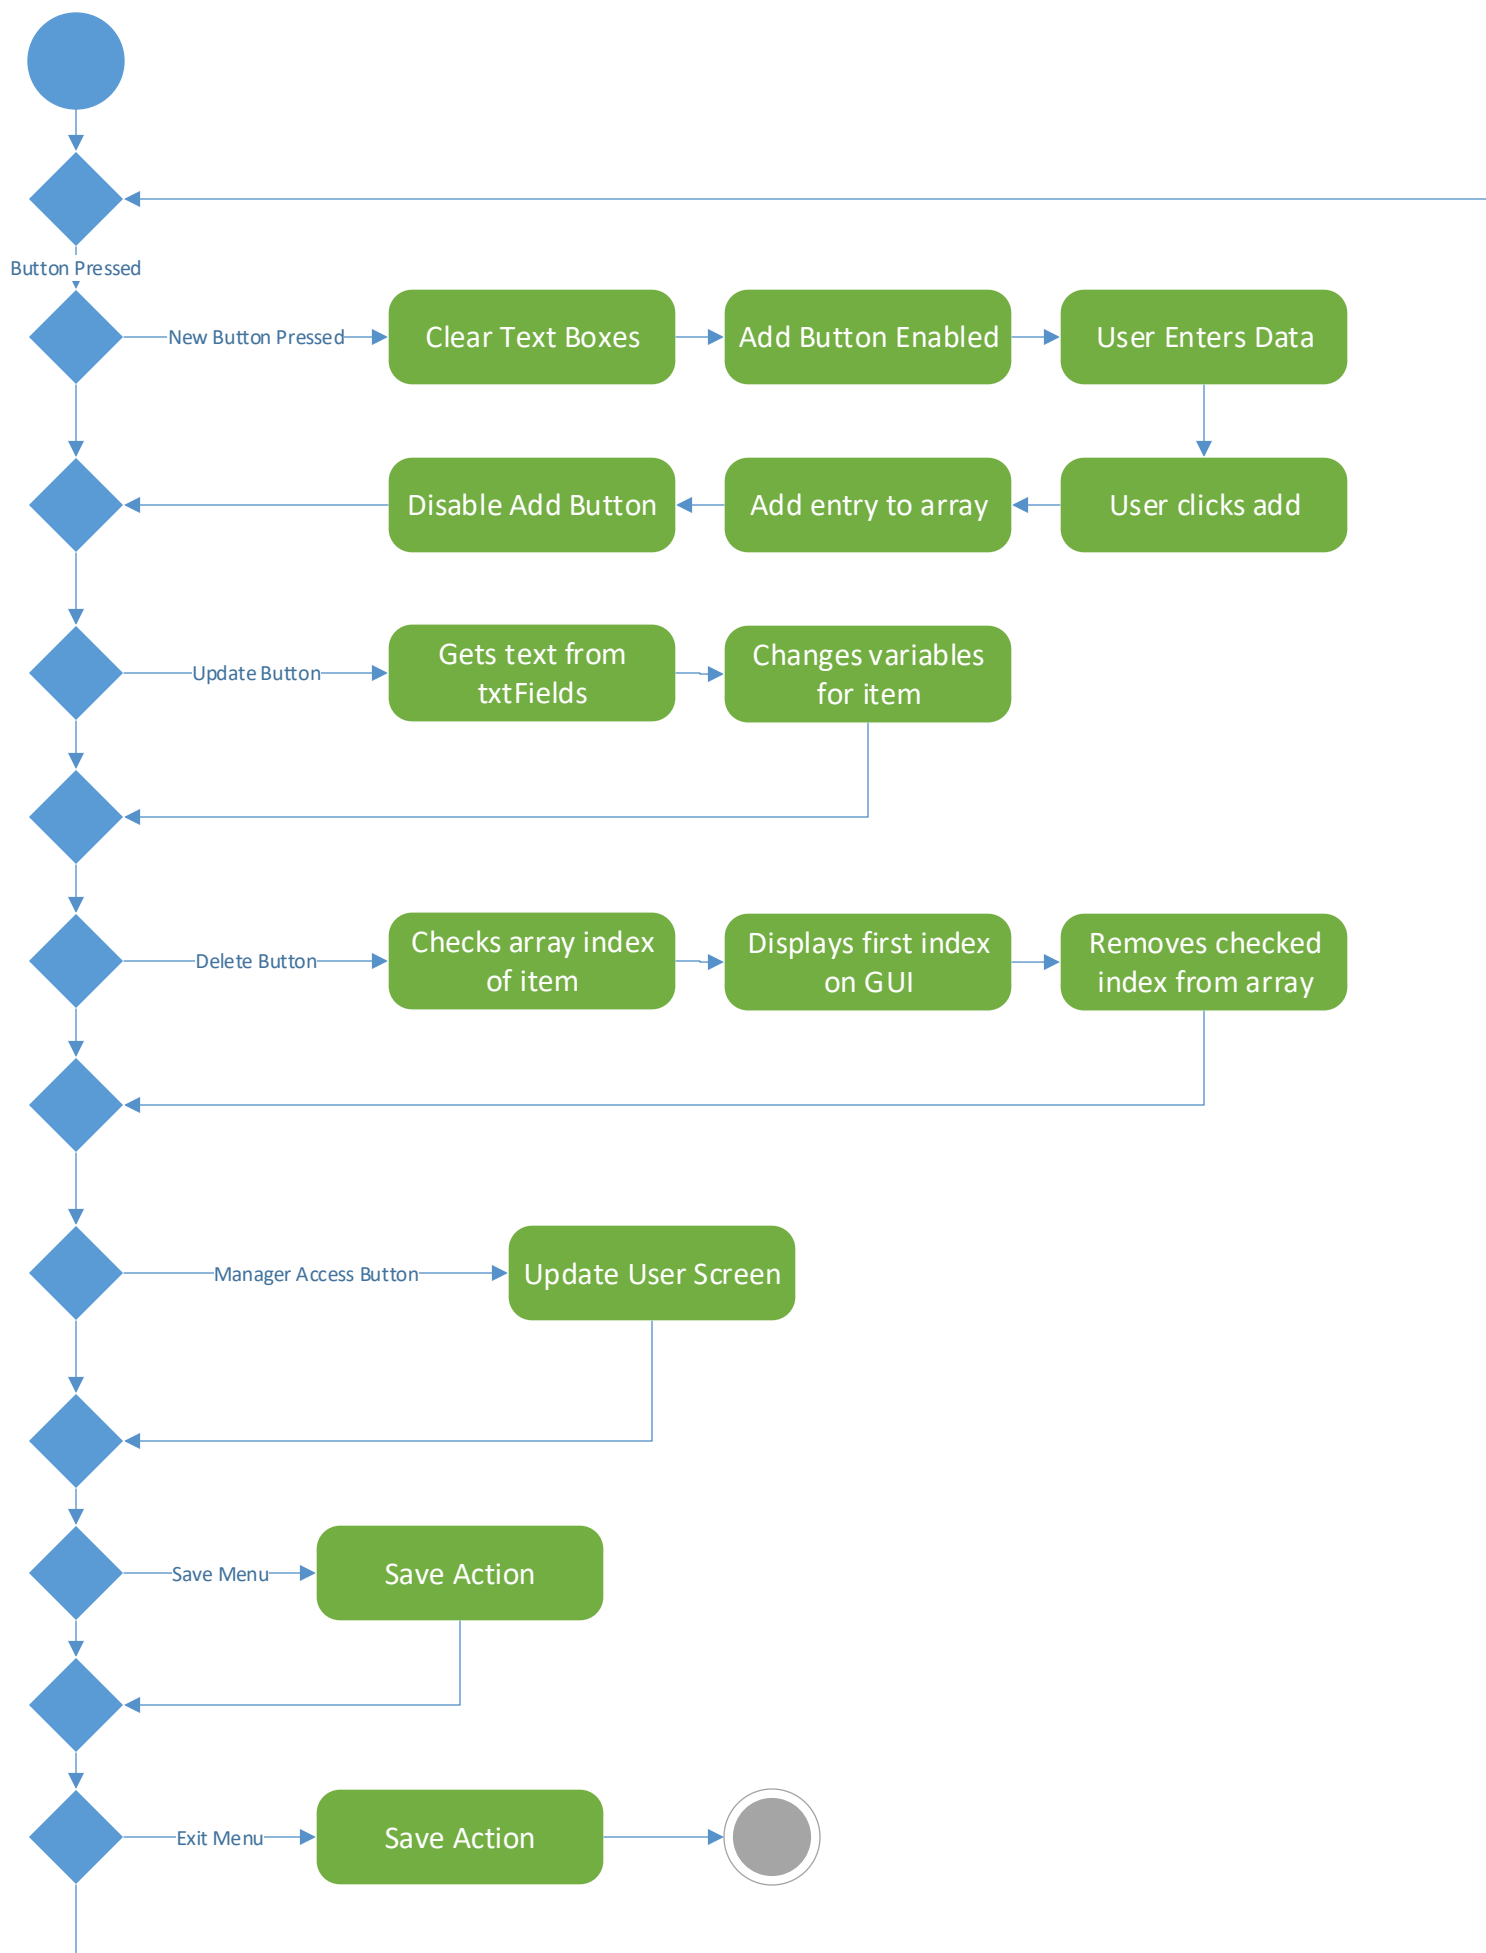 Button Pressed
New Button Pressed
Clear Text Boxes
Add Button Enabled
User Enters Data
Disable Add Button
Add entry to array
User clicks add
Update Button
Gets text from
txtFields
Changes variables
for item
Delete Button
Checks array index
of item
Displays first index
on GUI
Removes checked
index from array
Manager Access Button
Update User Screen
Save Menu
Save Action
Exit Menu
Save Action